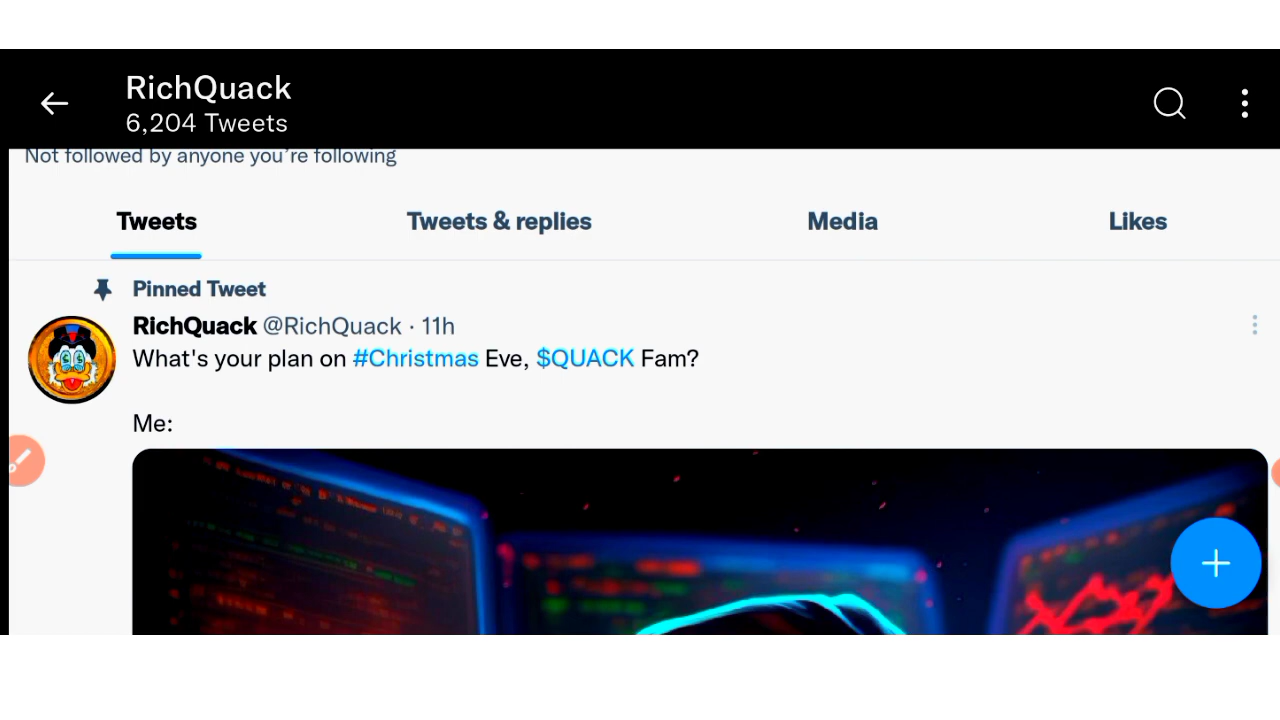 RichQuack
6,204 Tweets
Not followed by anyone you're following
Tweets
Tweets & replies
Media
Likes
Pinned Tweet
RichQuack @RichQuack · 11h
What's your plan on #Christmas Eve, $QUACK Fam?
Me: